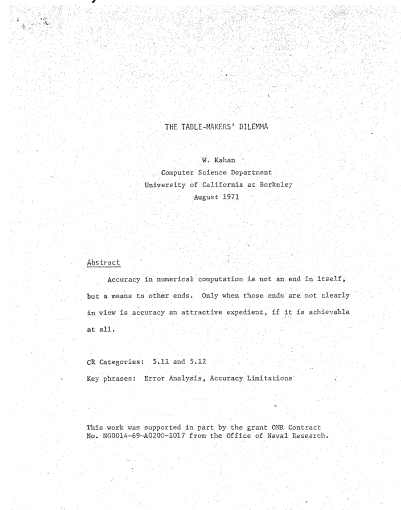 THE TABLE-MAKERS' DILEMMA
W. Kahan
Computer Science Department
University of California at Berkeley
August 1971
Abstract
Accuracy in numerical computation is not an end in itself,
but a means to other ends. Only when those ends are not clearly
in view is accuracy an attractive expedient, if it is achievable
at all.
CR Categories: 5.11 and 5.12
Key phrases: Error Analysis, Accuracy Limitations
This work was supported in part by the grant ONR Contract
No. N00014-69-A0200-1017 from the Office of Naval Research.